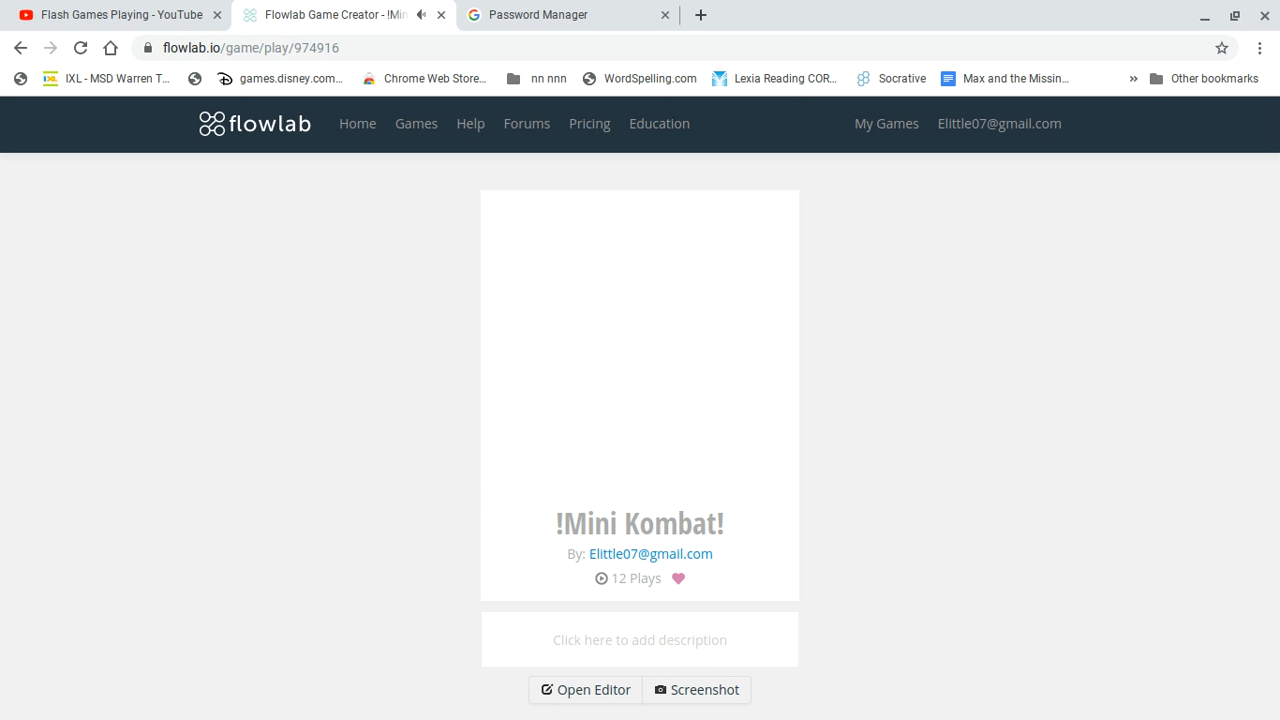 Flash Games Playing - YouTube
Flowlab Game Creator - !Min
Password Manager
flowlab.io/game/play/974916
IXL - MSD Warren T...
games.disney.com...
Chrome Web Store...
nn nnn
WordSpelling.com
Lexia Reading COR...
Socrative
Max and the Missin...
»
Other bookmarks
flowlab
Home
Games
Help
Forums
Pricing
Education
My Games
Elittle07@gmail.com
!Mini Kombat!
By: Elittle07@gmail.com
12 Plays
Click here to add description
Open Editor
Screenshot